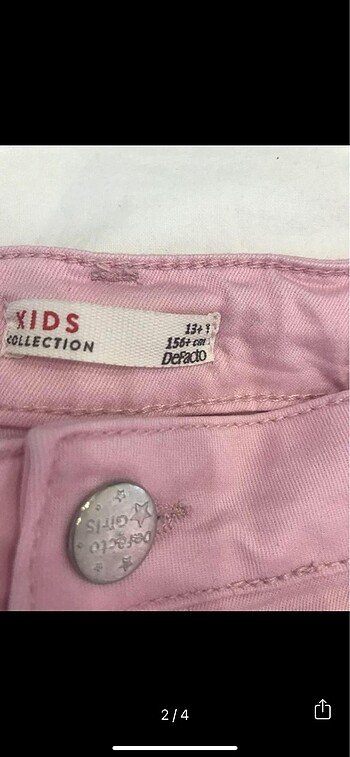 KIDS
COLLECTION
13+ Y
156+ cm
DeFacto
DeFacto
Girls
2/4